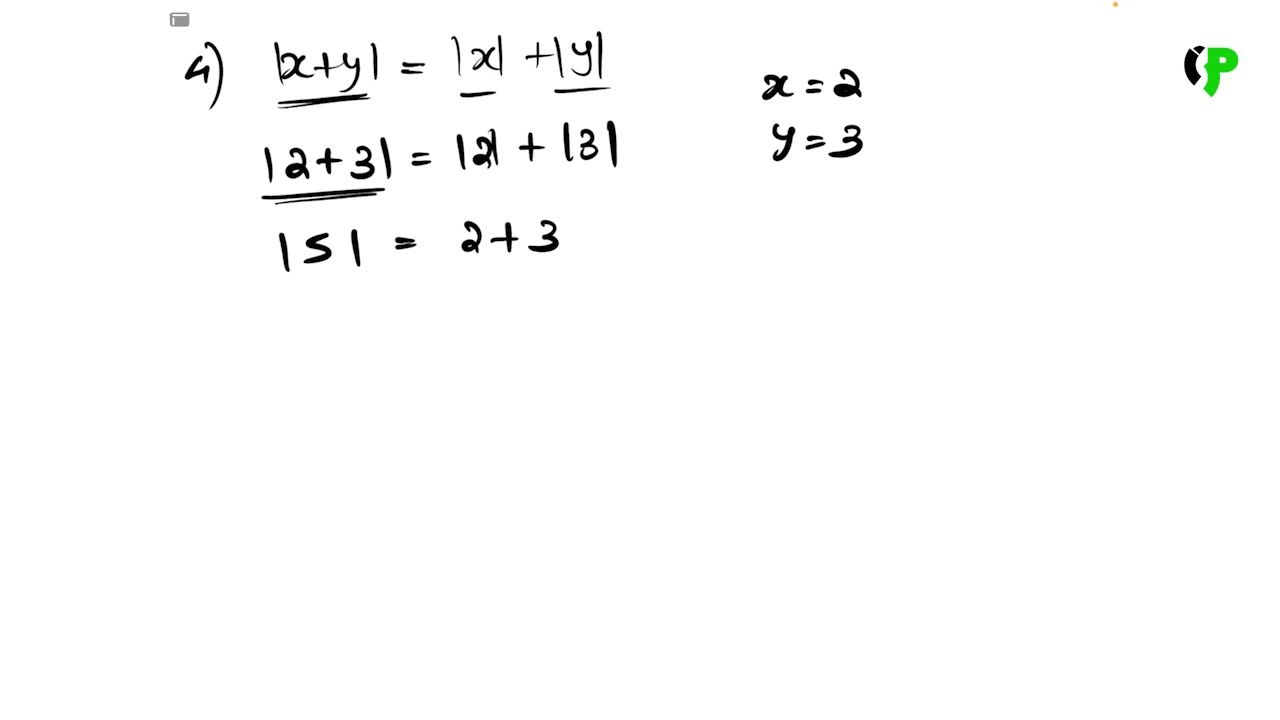 4) |x+y| = |x| + |y|
x = 2
y = 3
|2+3| = |2| + |3|
|5| = 2+3